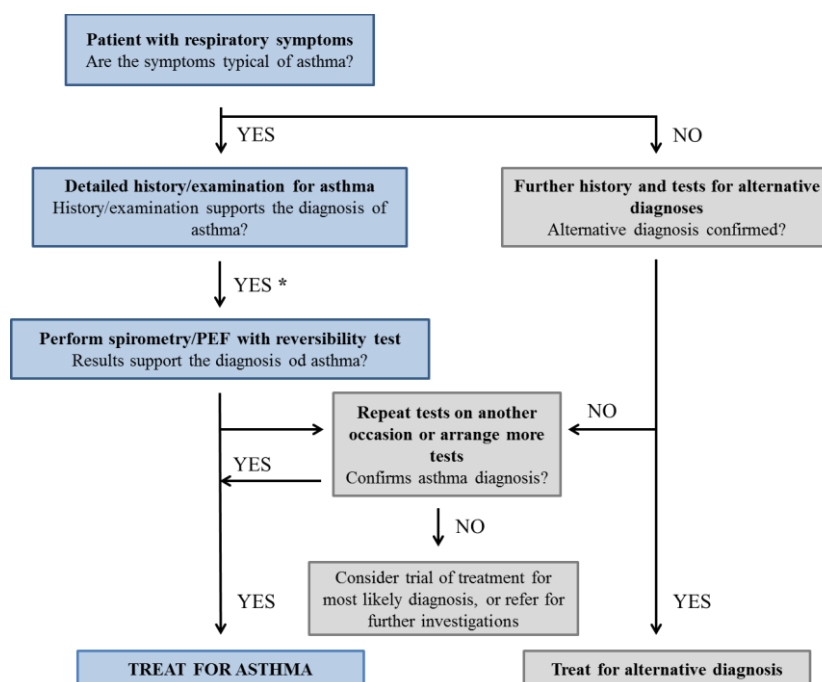 Patient with respiratory symptoms
Are the symptoms typical of asthma?
YES
NO
Detailed history/examination for asthma
History/examination supports the diagnosis of
asthma?
Further history and tests for alternative
diagnoses
Alternative diagnosis confirmed?
YES *
Perform spirometry/PEF with reversibility test
Results support the diagnosis od asthma?
Repeat tests on another
occasion or arrange more
tests
Confirms asthma diagnosis?
NO
YES
NO
Consider trial of treatment for
most likely diagnosis, or refer for
further investigations
YES
YES
TREAT FOR ASTHMA
Treat for alternative diagnosis